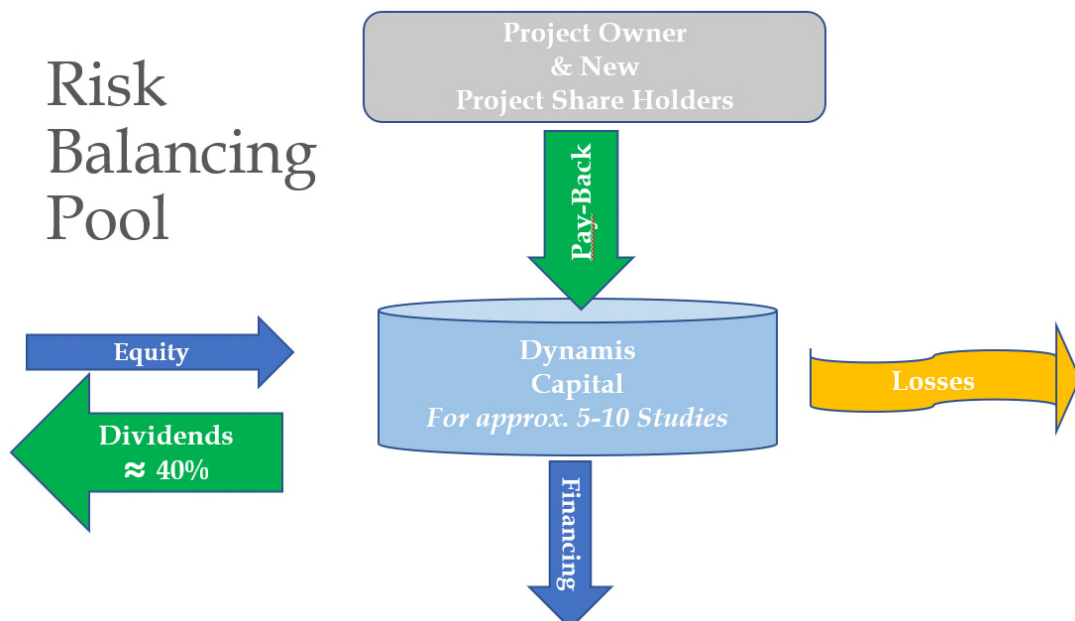 Risk
Balancing
Pool
Project Owner
& New
Project Share Holders
Pay-Back
Equity
Dividends
≈ 40%
Dynamis
Capital
For approx. 5-10 Studies
Losses
Financing